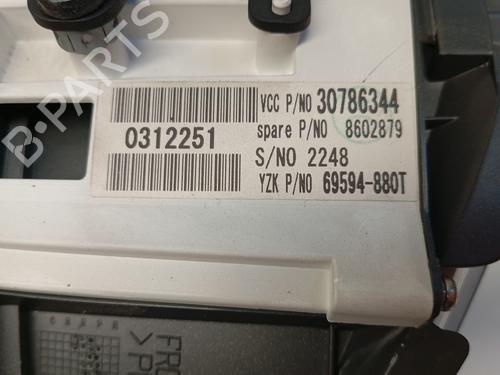 B-PARTS
VCC P/NO 30786344
spare P/NO 8602879
0312251
S/NO 2248
YZK P/NO 69594-880T